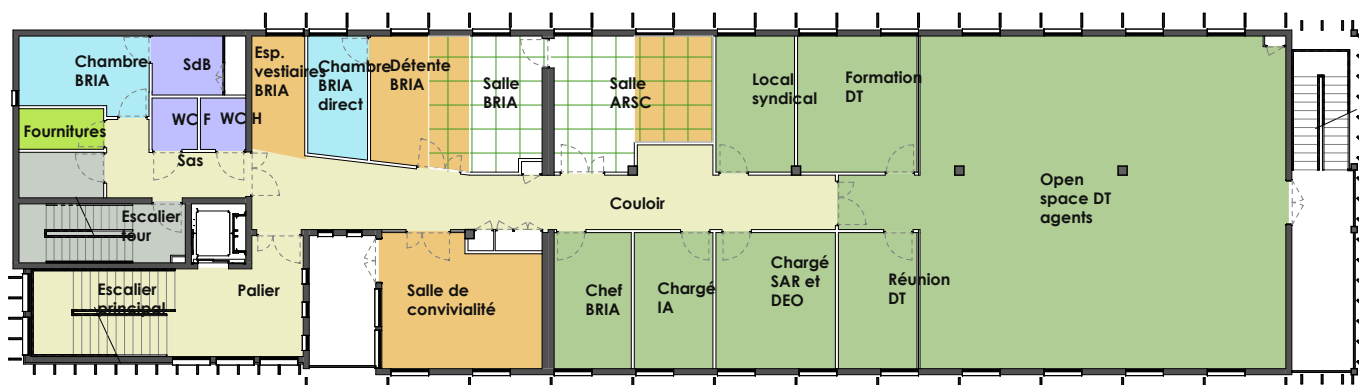 Chambre
BRIA
SdB
Esp.
vestiaires
BRIA
Chambre
BRIA
direct
Détente
BRIA
Salle
BRIA
Salle
ARSC
Local
syndical
Formation
DT
Fournitures
WC F
WC H
Sas
Couloir
Open
space DT
agents
Escalier
tour
Escalier
principal
Palier
Salle de
convivialité
Chef
BRIA
Chargé
IA
Chargé
SAR et
DEO
Réunion
DT